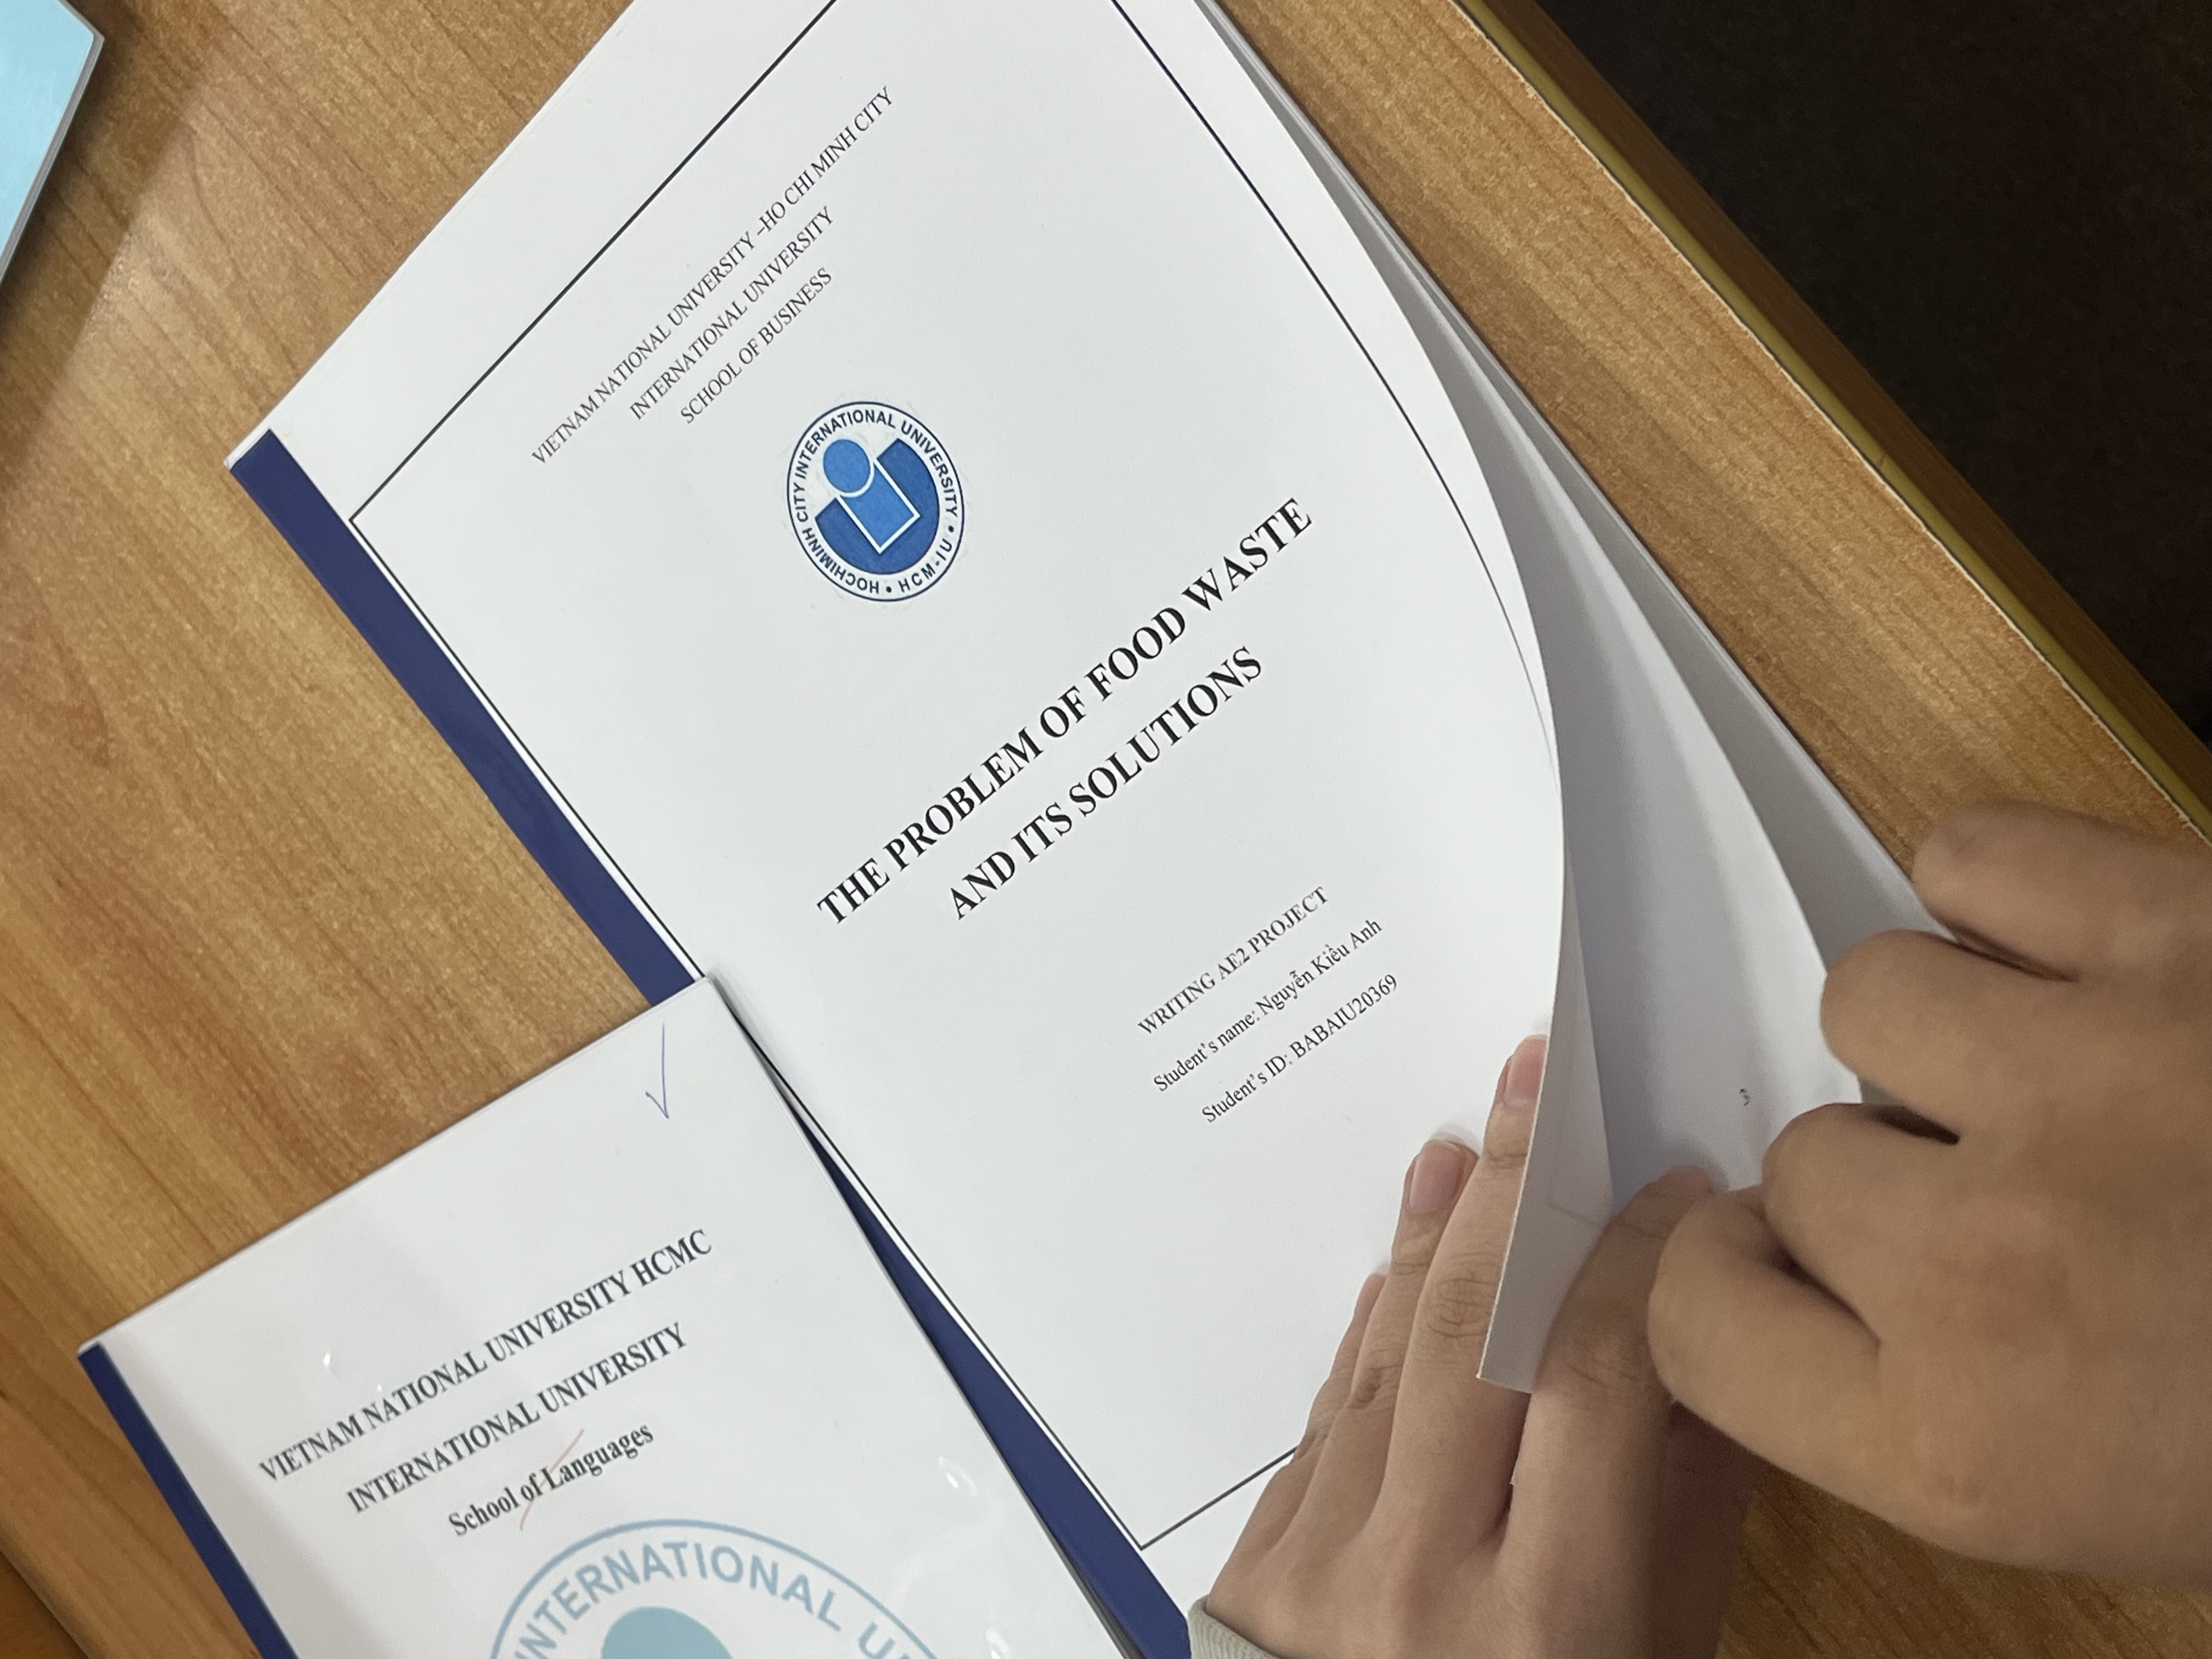 VIETNAM NATIONAL UNIVERSITY HCMC
INTERNATIONAL UNIVERSITY
School of Languages
INTERNATIONAL U
VIETNAM NATIONAL UNIVERSITY –HO CHI MINH CITY
INTERNATIONAL UNIVERSITY
SCHOOL OF BUSINESS
HOCHIMINH CITY INTERNATIONAL UNIVERSITY • HCM-IU •
THE PROBLEM OF FOOD WASTE
AND ITS SOLUTIONS
WRITING AE2 PROJECT
Student's name: Nguyễn Kiều Anh
Student's ID: BABAIU20369
3